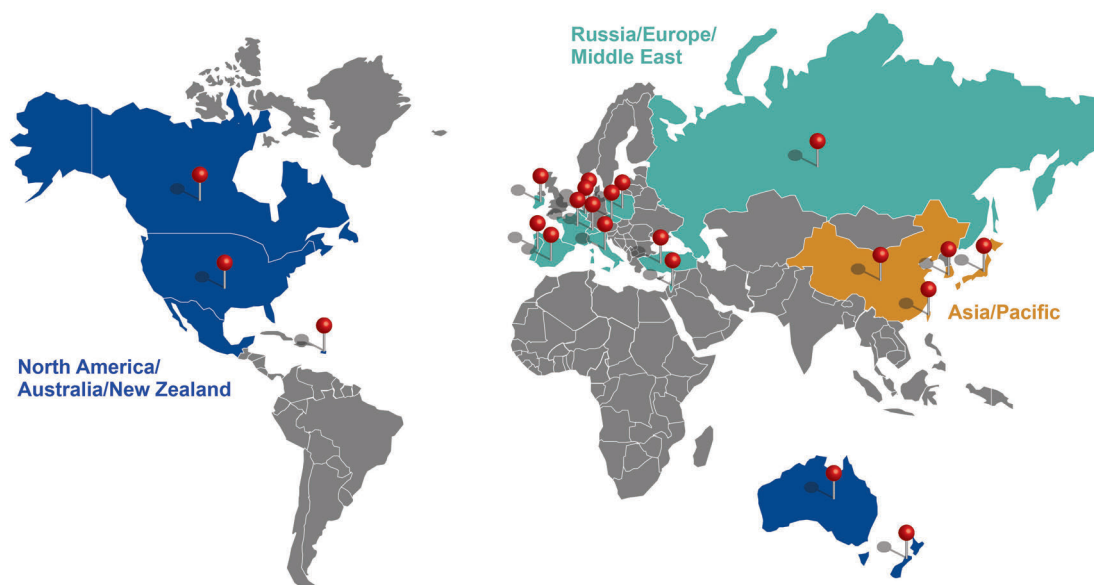 Russia/Europe/
Middle East
Asia/Pacific
North America/
Australia/New Zealand